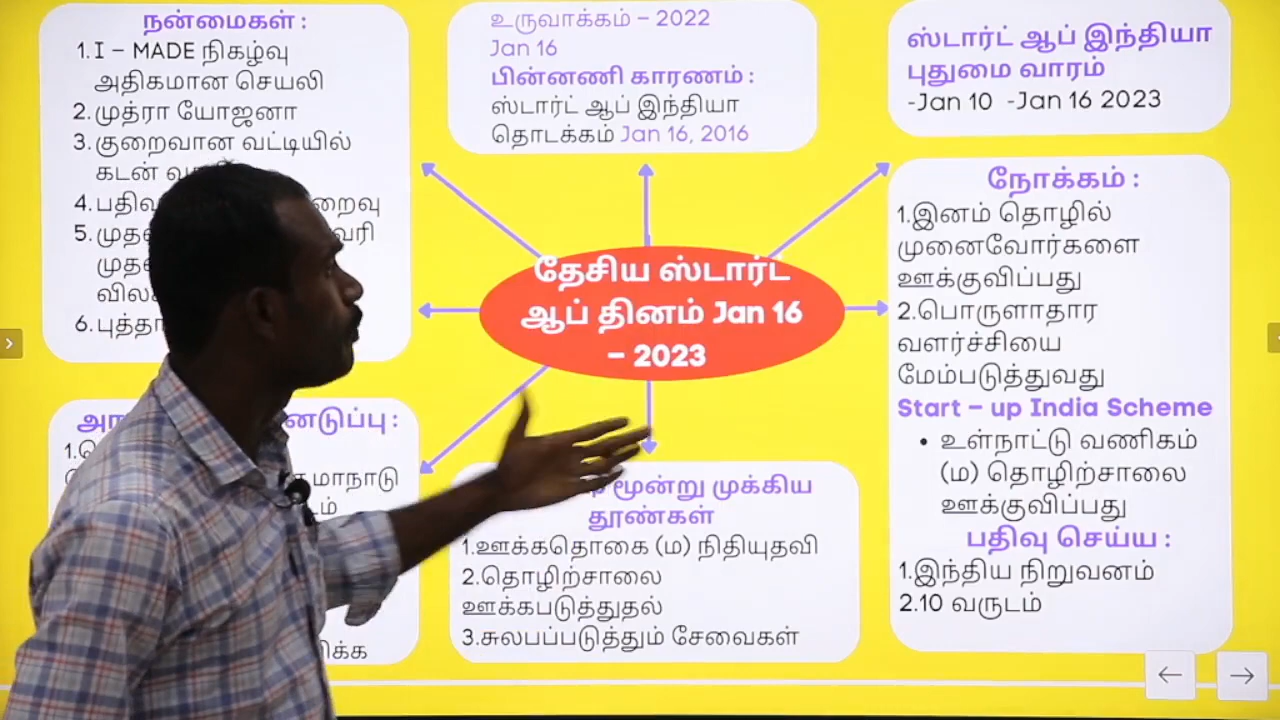 நன்மைகள் :
1.I – MADE நிகழ்வு
அதிகமான செயலி
2.முத்ரா யோஜனா
3.குறைவான வட்டியில்
கடன்
4.
5.
6.
உருவாக்கம் – 2022
Jan 16
பின்னணி காரணம் :
ஸ்டார்ட் ஆப் இந்தியா
தொடக்கம் Jan 16, 2016
ஸ்டார்ட் ஆப் இந்தியா
புதுமை வாரம்
-Jan 10 -Jan 16 2023
தேசிய ஸ்டார்ட்
ஆப் தினம் Jan 16
– 2023
நோக்கம் :
1.இனம் தொழில்
முனைவோர்களை
ஊக்குவிப்பது
2.பொருளாதார
வளர்ச்சியை
மேம்படுத்துவது
Start – up India Scheme
• உள்நாட்டு வணிகம்
(ம) தொழிற்சாலை
ஊக்குவிப்பது
பதிவு செய்ய :
1.இந்திய நிறுவனம்
2.10 வருடம்
1.
மாநாடு
மூன்று முக்கிய
தூண்கள்
1.ஊக்கதொகை (ம) நிதியுதவி
2.தொழிற்சாலை
ஊக்கபடுத்துதல்
3.சுலபப்படுத்தும் சேவைகள்